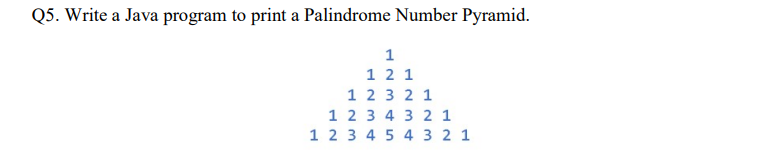 Q5. Write a Java program to print a Palindrome Number Pyramid.
1
1 2 1
1 2 3 2 1
1 2 3 4 3 2 1
1 2 3 4 5 4 3 2 1